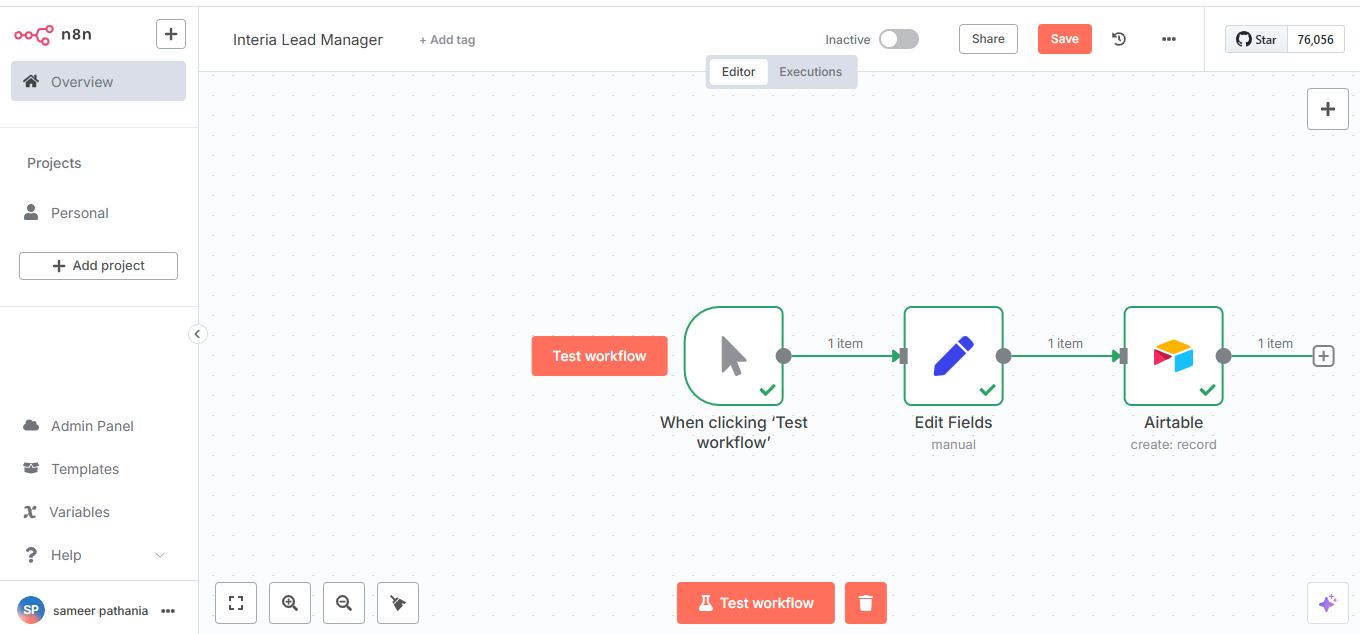 n8n
Overview
Projects
Personal
Add project
Admin Panel
Templates
Variables
Help
SP
sameer pathania
Interia Lead Manager
+ Add tag
Inactive
Share
Save
Star
76,056
Editor
Executions
Test workflow
1 item
1 item
1 item
When clicking ‘Test
workflow’
Edit Fields
manual
Airtable
create: record
Test workflow